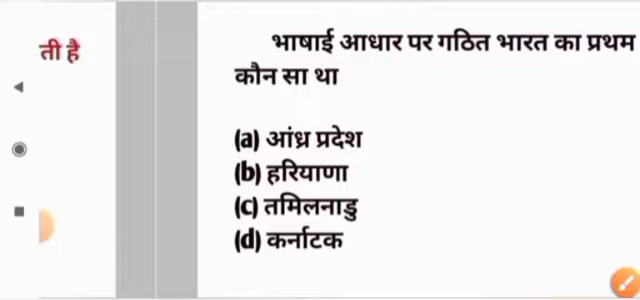 ती है
भाषाई आधार पर गठित भारत का प्रथम
कौन सा था
(a) आंध्र प्रदेश
(b) हरियाणा
(c) तमिलनाडु
(d) कर्नाटक